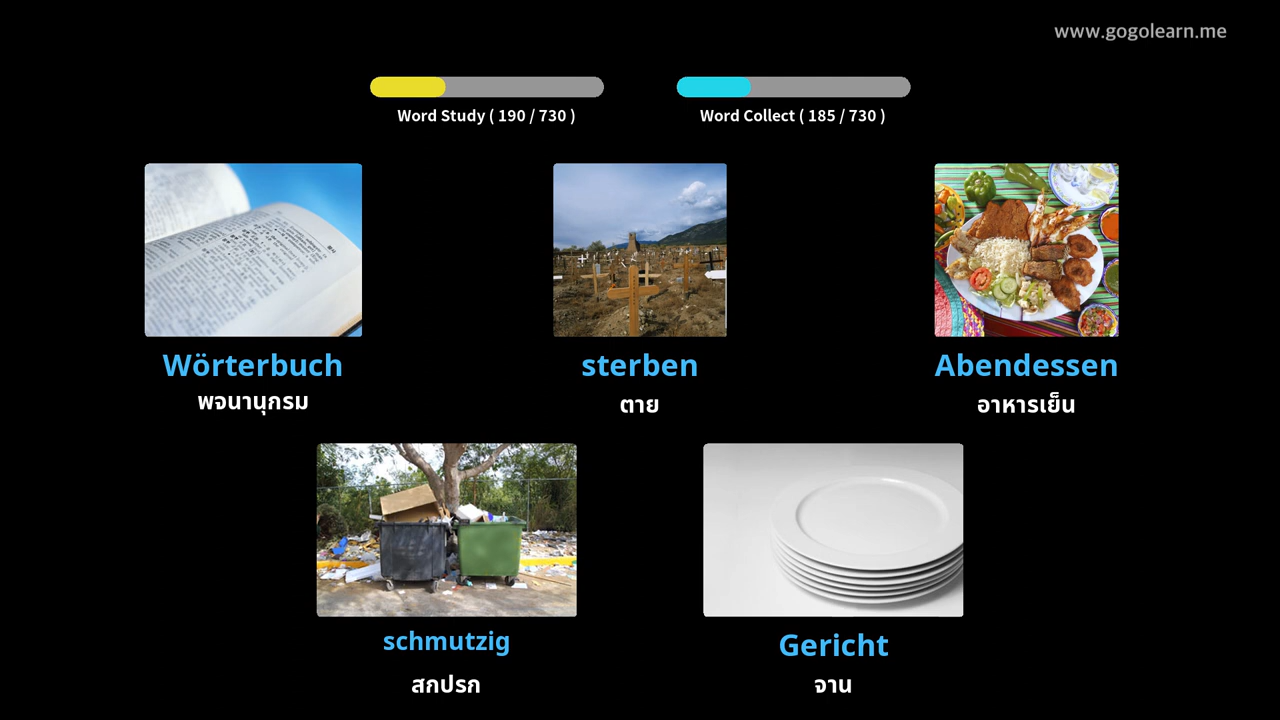 www.gogolearn.me
Word Study ( 190 / 730 )
Word Collect ( 185 / 730 )
Wörterbuch
พจนานุกรม
sterben
ตาย
Abendessen
อาหารเย็น
schmutzig
สกปรก
Gericht
จาน